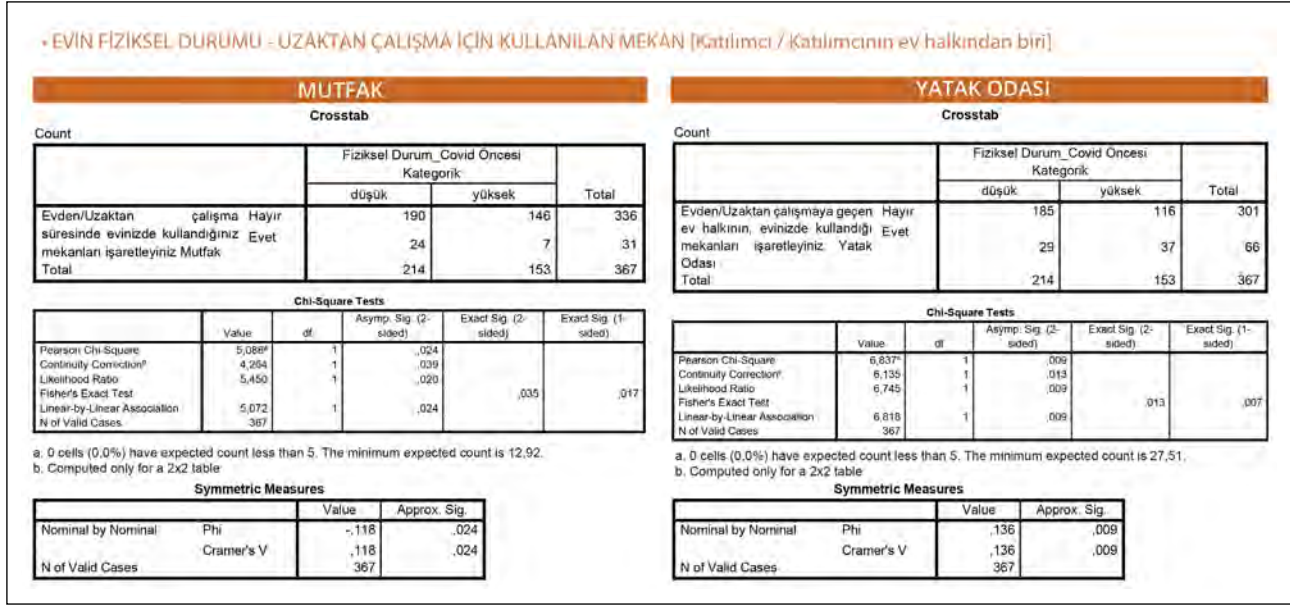 • EVİN FİZİKSEL DURUMU - UZAKTAN ÇALIŞMA İÇİN KULLANILAN MEKAN [Katılımcı / Katılımcının ev halkından biri]
MUTFAK
Crosstab
Count
Fiziksel Durum_Covid Öncesi
Kategorik
düşük yüksek Total
Evden/Uzaktan çalışma Hayır 190 146 336
süresinde evinizde kullandığınız Evet 24 7 31
mekanları işaretleyiniz Mutfak
Total 214 153 367
Chi-Square Tests
Value df Asymp. Sig. (2-sided) Exact Sig. (2-sided) Exact Sig. (1-sided)
Pearson Chi-Square 5,086ª 1 ,024
Continuity Correctionᵇ 4,264 1 ,039
Likelihood Ratio 5,450 1 ,020
Fisher's Exact Test ,035 ,017
Linear-by-Linear Association 5,072 1 ,024
N of Valid Cases 367
a. 0 cells (0,0%) have expected count less than 5. The minimum expected count is 12,92.
b. Computed only for a 2x2 table
Symmetric Measures
Value Approx. Sig.
Nominal by Nominal Phi -,118 ,024
Cramer's V ,118 ,024
N of Valid Cases 367
YATAK ODASI
Crosstab
Count
Fiziksel Durum_Covid Öncesi
Kategorik
düşük yüksek Total
Evden/Uzaktan çalışmaya geçen Hayır 185 116 301
ev halkının, evinizde kullandığı Evet 29 37 66
mekanları işaretleyiniz Yatak
Odası
Total 214 153 367
Chi-Square Tests
Value df Asymp. Sig. (2-sided) Exact Sig. (2-sided) Exact Sig. (1-sided)
Pearson Chi-Square 6,837ª 1 ,009
Continuity Correctionᵇ 6,135 1 ,013
Likelihood Ratio 6,745 1 ,009
Fisher's Exact Test ,013 ,007
Linear-by-Linear Association 6,818 1 ,009
N of Valid Cases 367
a. 0 cells (0,0%) have expected count less than 5. The minimum expected count is 27,51.
b. Computed only for a 2x2 table
Symmetric Measures
Value Approx. Sig.
Nominal by Nominal Phi ,136 ,009
Cramer's V ,136 ,009
N of Valid Cases 367